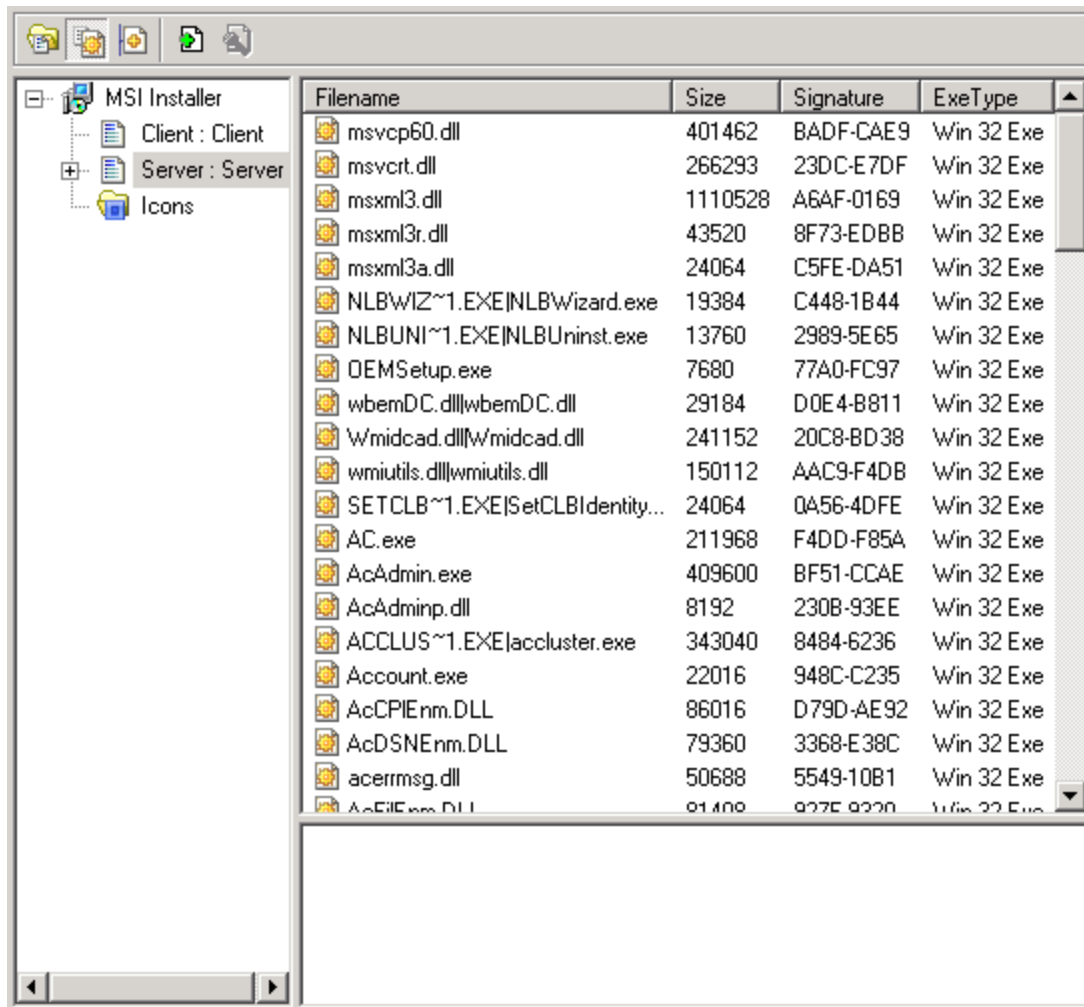 MSI Installer
Client : Client
Server : Server
Icons
Filename Size Signature ExeType
msvcp60.dll 401462 BADF-CAE9 Win 32 Exe
msvcrt.dll 266293 23DC-E7DF Win 32 Exe
msxml3.dll 1110528 A6AF-0169 Win 32 Exe
msxml3r.dll 43520 8F73-EDBB Win 32 Exe
msxml3a.dll 24064 C5FE-DA51 Win 32 Exe
NLBWIZ~1.EXE|NLBWizard.exe 19384 C448-1B44 Win 32 Exe
NLBUNI~1.EXE|NLBUninst.exe 13760 2989-5E65 Win 32 Exe
OEMSetup.exe 7680 77A0-FC97 Win 32 Exe
wbemDC.dll|wbemDC.dll 29184 D0E4-B811 Win 32 Exe
Wmidcad.dll|Wmidcad.dll 241152 20C8-BD38 Win 32 Exe
wmiutils.dll|wmiutils.dll 150112 AAC9-F4DB Win 32 Exe
SETCLB~1.EXE|SetCLBIdentity... 24064 0A56-4DFE Win 32 Exe
AC.exe 211968 F4DD-F85A Win 32 Exe
AcAdmin.exe 409600 BF51-CCAE Win 32 Exe
AcAdminp.dll 8192 230B-93EE Win 32 Exe
ACCLUS~1.EXE|accluster.exe 343040 8484-6236 Win 32 Exe
Account.exe 22016 948C-C235 Win 32 Exe
AcCPIEnm.DLL 86016 D79D-AE92 Win 32 Exe
AcDSNEnm.DLL 79360 3368-E38C Win 32 Exe
acerrmsg.dll 50688 5549-10B1 Win 32 Exe